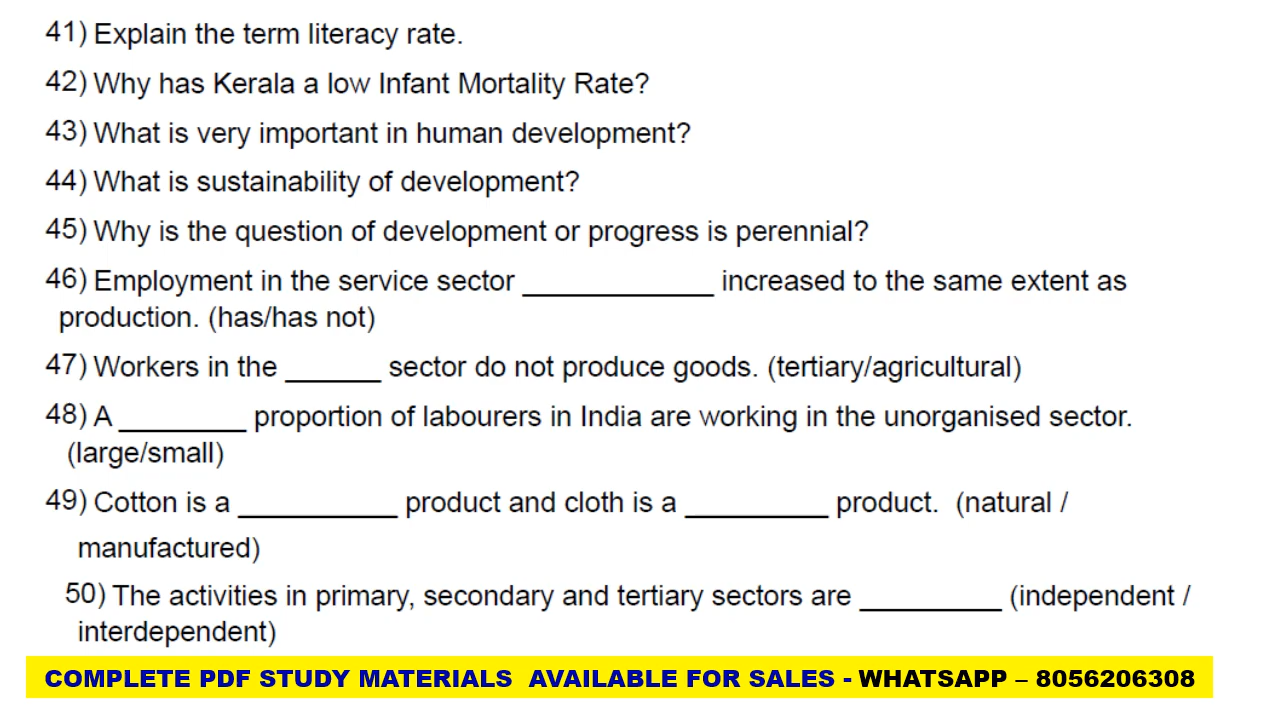 41) Explain the term literacy rate.
42) Why has Kerala a low Infant Mortality Rate?
43) What is very important in human development?
44) What is sustainability of development?
45) Why is the question of development or progress is perennial?
46) Employment in the service sector ____________ increased to the same extent as
production. (has/has not)
47) Workers in the ______ sector do not produce goods. (tertiary/agricultural)
48) A ________ proportion of labourers in India are working in the unorganised sector.
(large/small)
49) Cotton is a __________ product and cloth is a _________ product. (natural /
manufactured)
50) The activities in primary, secondary and tertiary sectors are _________ (independent /
interdependent)
COMPLETE PDF STUDY MATERIALS AVAILABLE FOR SALES - WHATSAPP – 8056206308